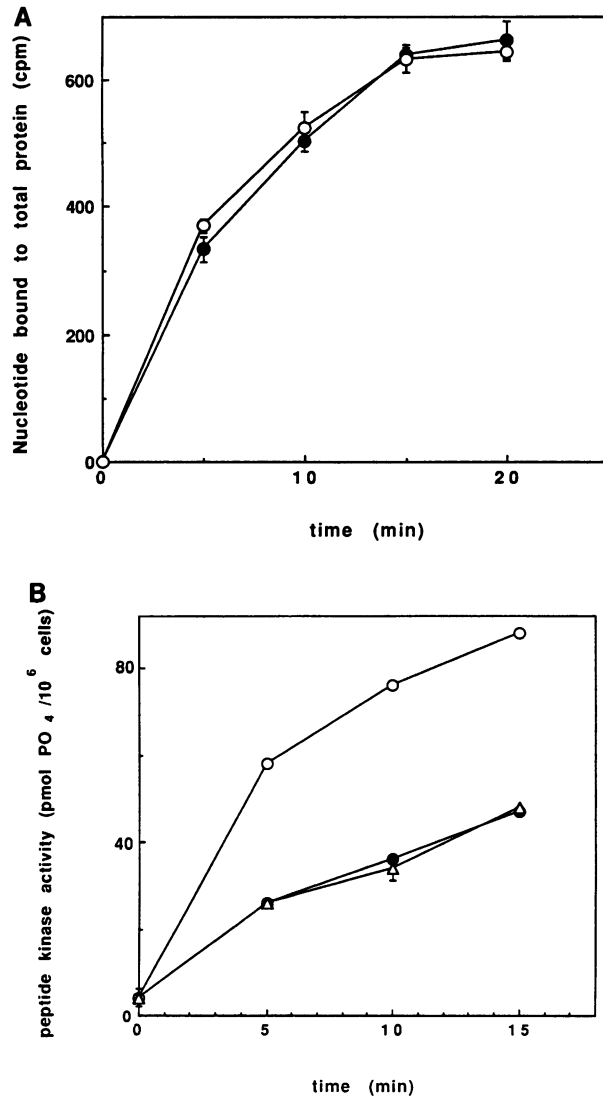 A
Nucleotide bound to total protein (cpm)
600
400
200
0
0 10 20
time (min)
B
peptide kinase activity (pmol PO 4 /10 6 cells)
80
40
0
0 5 10 15
time (min)